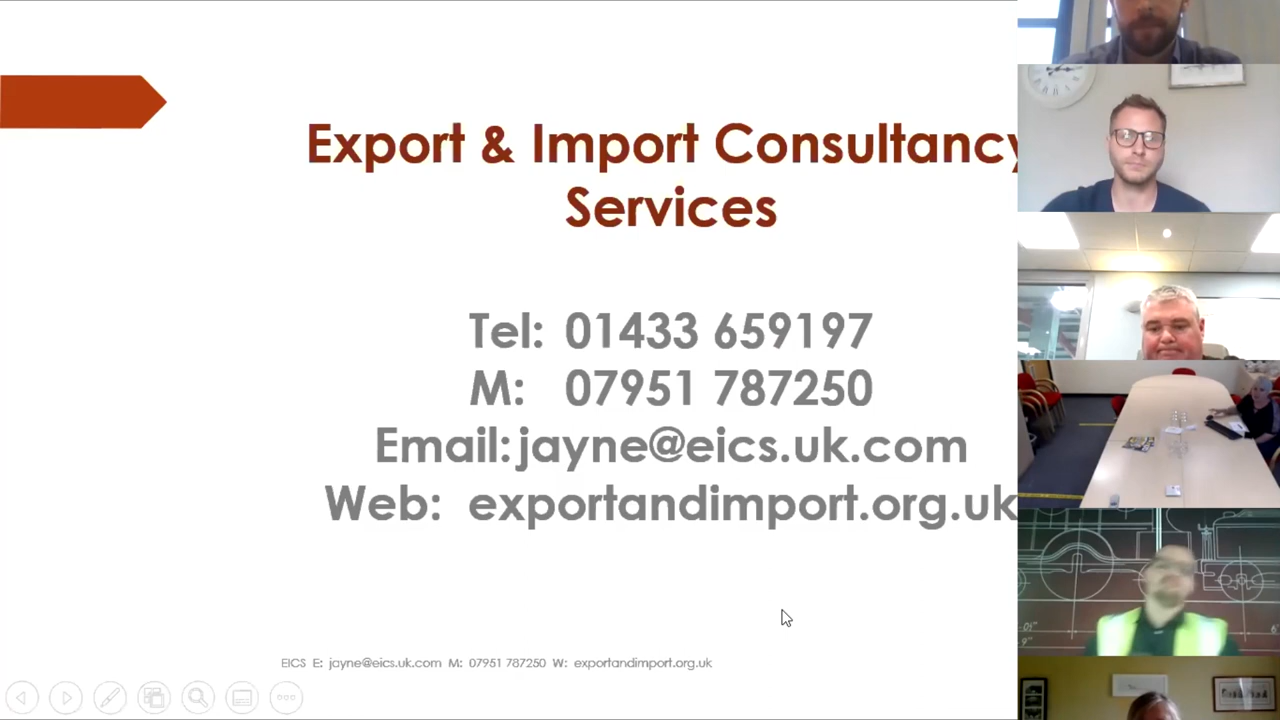 Export & Import Consultancy
Services
Tel: 01433 659197
M: 07951 787250
Email: jayne@eics.uk.com
Web: exportandimport.org.uk
EICS E: jayne@eics.uk.com M: 07951 787250 W: exportandimport.org.uk